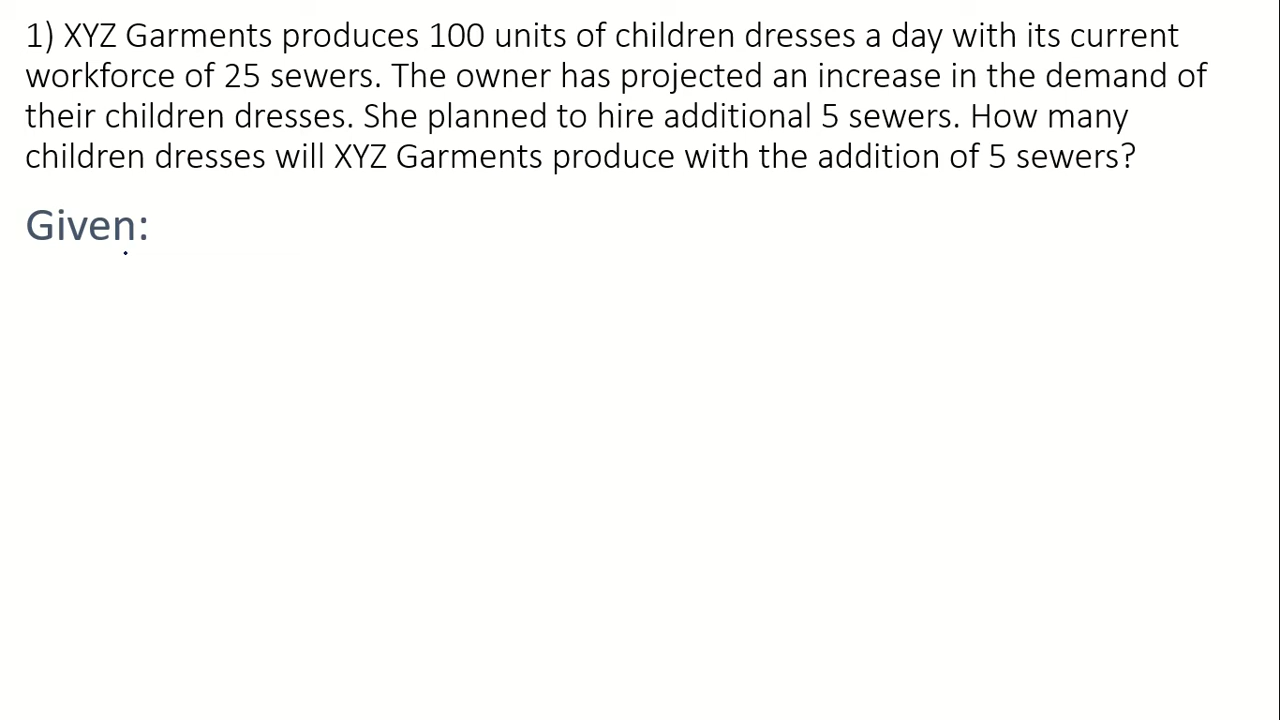 1) XYZ Garments produces 100 units of children dresses a day with its current
workforce of 25 sewers. The owner has projected an increase in the demand of
their children dresses. She planned to hire additional 5 sewers. How many
children dresses will XYZ Garments produce with the addition of 5 sewers?
Given: